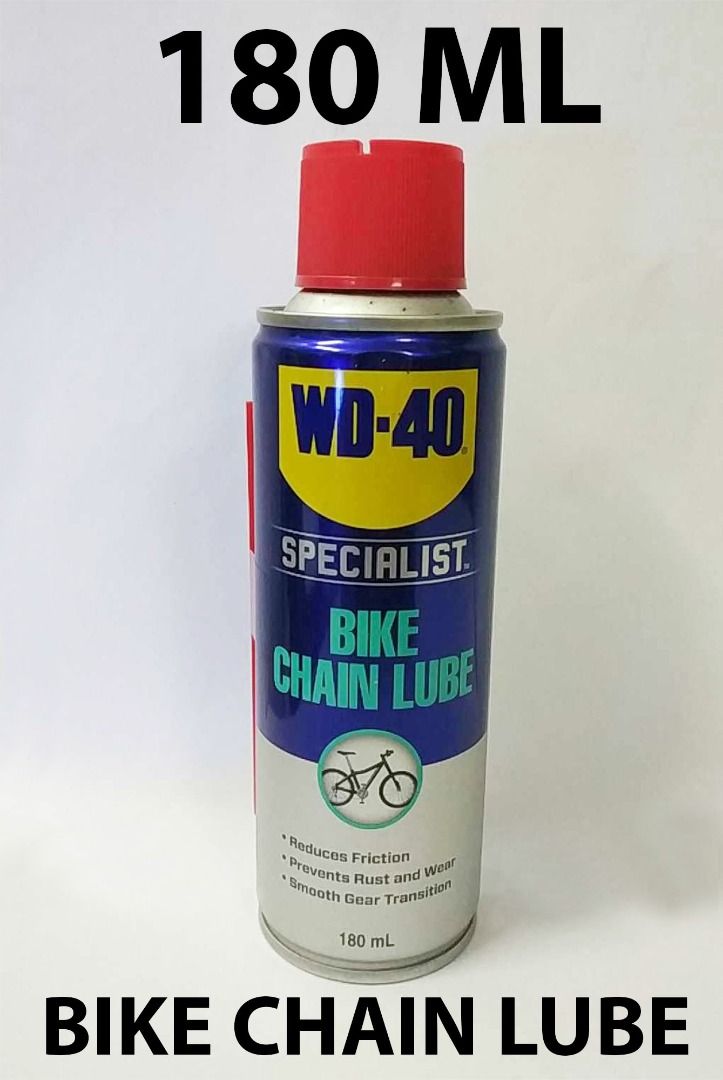 180 ML
WD-40®
SPECIALIST™
BIKE
CHAIN LUBE
• Reduces Friction
• Prevents Rust and Wear
• Smooth Gear Transition
180 mL
BIKE CHAIN LUBE